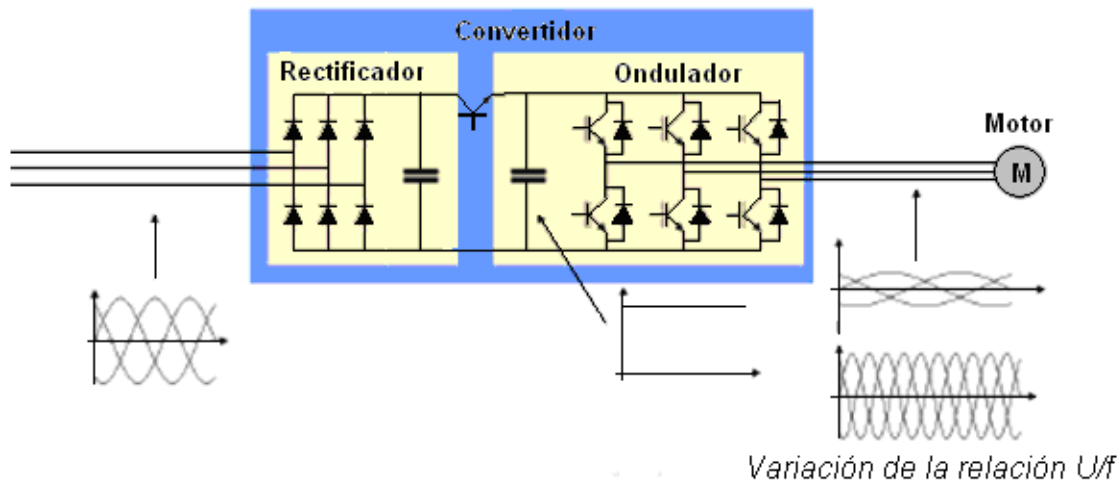 Convertidor
Rectificador
Ondulador
Motor
M
Variación de la relación U/f